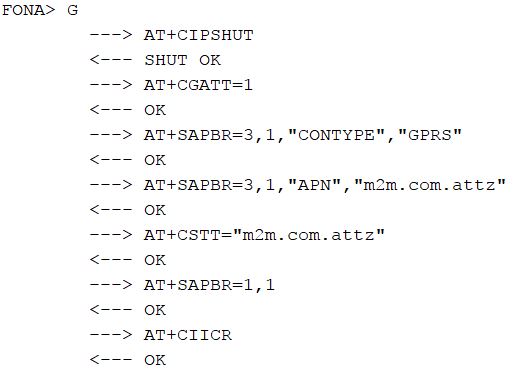 FONA> G
---> AT+CIPSHUT
<--- SHUT OK
---> AT+CGATT=1
<--- OK
---> AT+SAPBR=3,1,"CONTYPE","GPRS"
<--- OK
---> AT+SAPBR=3,1,"APN","m2m.com.attz"
<--- OK
---> AT+CSTT="m2m.com.attz"
<--- OK
---> AT+SAPBR=1,1
<--- OK
---> AT+CIICR
<--- OK